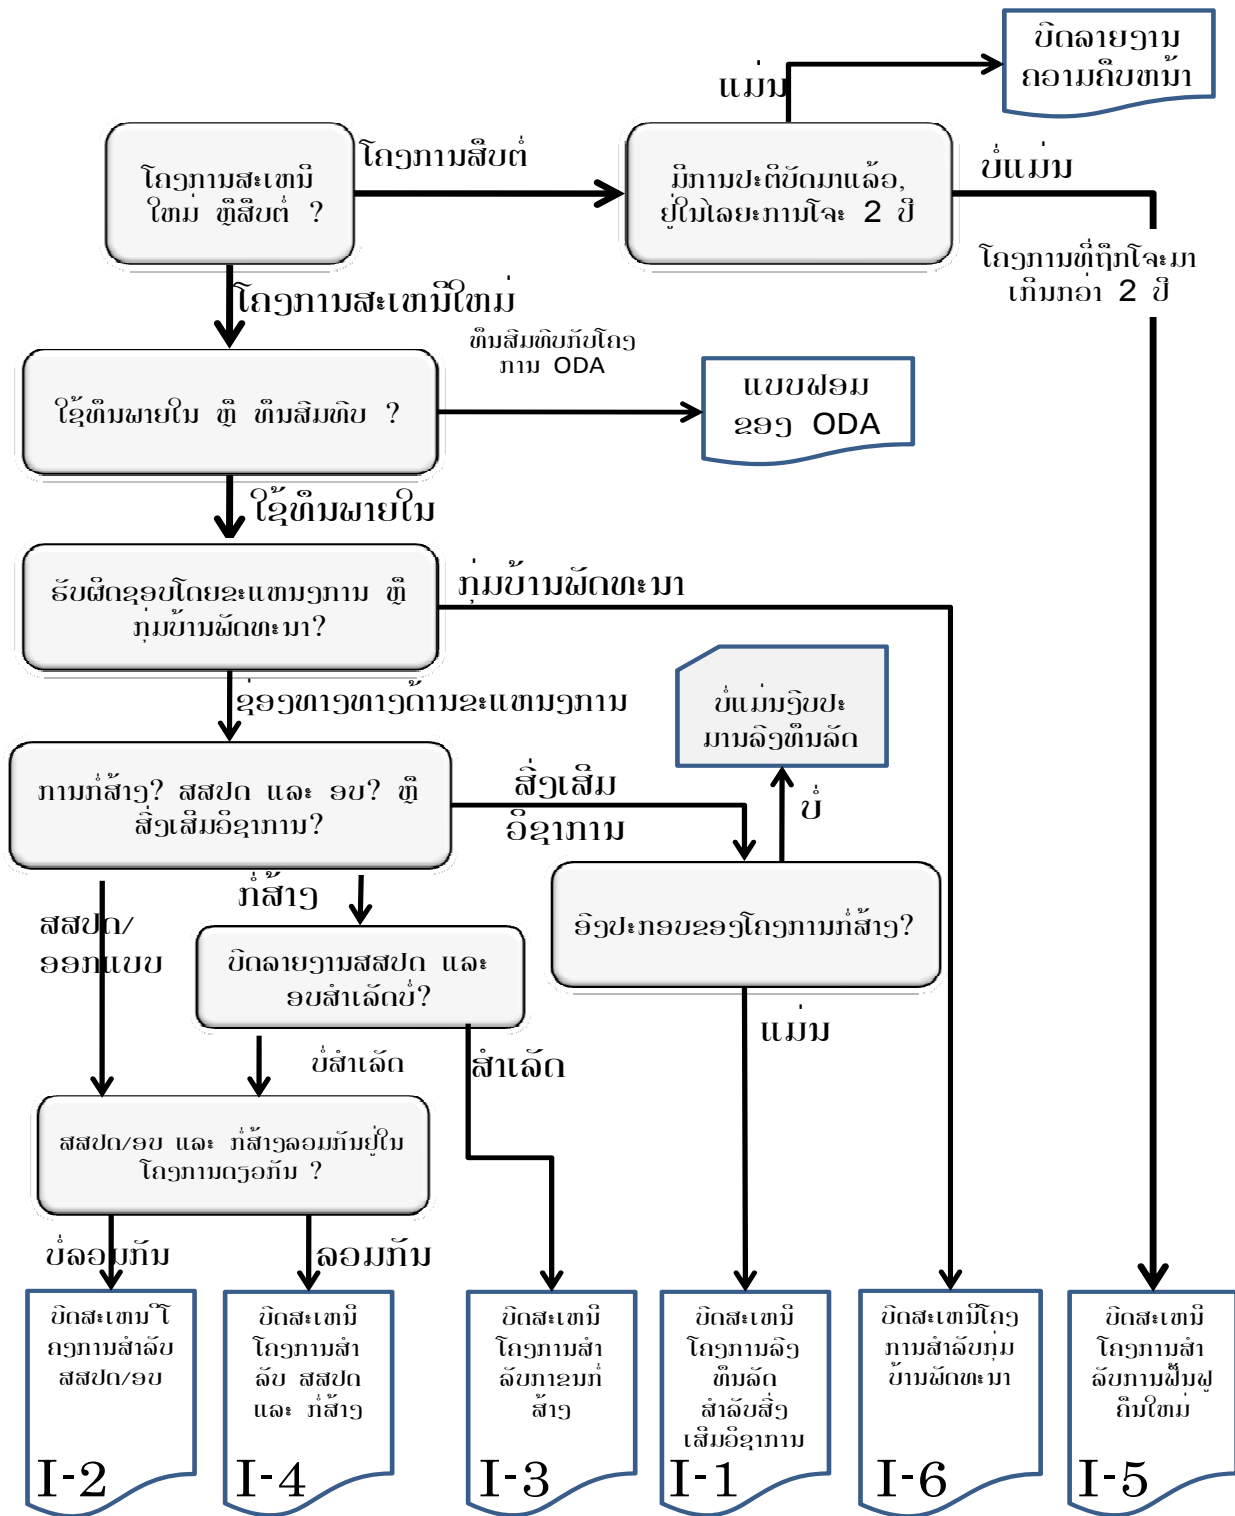 ບົດລາຍງານ
ຄວາມຄືບຫນ້າ
ແມ່ນ
ໂຄງການສືບຕໍ່
ບໍ່ແມ່ນ
ໂຄງການສະເຫນີ
ໃຫມ່ ຫຼືສືບຕໍ່ ?
ມີການປະຕິບັດມາແລ້ວ,
ຢູ່ໃນໄລຍະການໂຈະ 2 ປີ
ໂຄງການທີ່ຖືກໂຈະມາ
ເກີນກວ່າ 2 ປີ
ໂຄງການສະເຫນີໃຫມ່
ທຶນສົມທົບກັບໂຄງ
ການ ODA
ໃຊ້ທຶນພາຍໃນ ຫຼື ທຶນສົມທົບ ?
ແບບຟອມ
ຂອງ ODA
ໃຊ້ທຶນພາຍໃນ
ຮັບຜິດຊອບໂດຍຂະແຫນງການ ຫຼື
ກຸ່ມບ້ານພັດທະນາ?
ກຸ່ມບ້ານພັດທະນາ
ຊ່ອງທາງທາງດ້ານຂະແຫນງການ
ບໍ່ແມ່ນງົບປະ
ມານລົງທຶນລັດ
ການກໍ່ສ້າງ? ສສປດ ແລະ ອບ? ຫຼື
ສົ່ງເສີມວິຊາການ?
ສົ່ງເສີມ
ວິຊາການ
ບໍ່
ກໍ່ສ້າງ
ສສປດ/
ອອກແບບ
ອົງປະກອບຂອງໂຄງການກໍ່ສ້າງ?
ບົດລາຍງານສສປດ ແລະ
ອບສໍາເລັດບໍ່?
ແມ່ນ
ບໍ່ສໍາເລັດ
ສໍາເລັດ
ສສປດ/ອບ ແລະ ກໍ່ສ້າງລວມກັນຢູ່ໃນ
ໂຄງການດຽວກັນ ?
ບໍ່ລວມກັນ
ລວມກັນ
ບົດສະເຫນີໂ
ຄງການສໍາລັບ
ສສປດ/ອບ
I-2
ບົດສະເຫນີ
ໂຄງການສໍາ
ລັບ ສສປດ
ແລະ ກໍ່ສ້າງ
I-4
ບົດສະເຫນີ
ໂຄງການສໍາ
ລັບກາຂນກໍ່
ສ້າງ
I-3
ບົດສະເຫນີ
ໂຄງການລົງ
ທຶນລັດ
ສໍາລັບສົ່ງ
ເສີມວິຊາການ
I-1
ບົດສະເຫນີໂຄງ
ການສໍາລັບກຸ່ມ
ບ້ານພັດທະນາ
I-6
ບົດສະເຫນີ
ໂຄງການສໍາ
ລັບການຟື້ນຟູ
ຄືນໃຫມ່
I-5